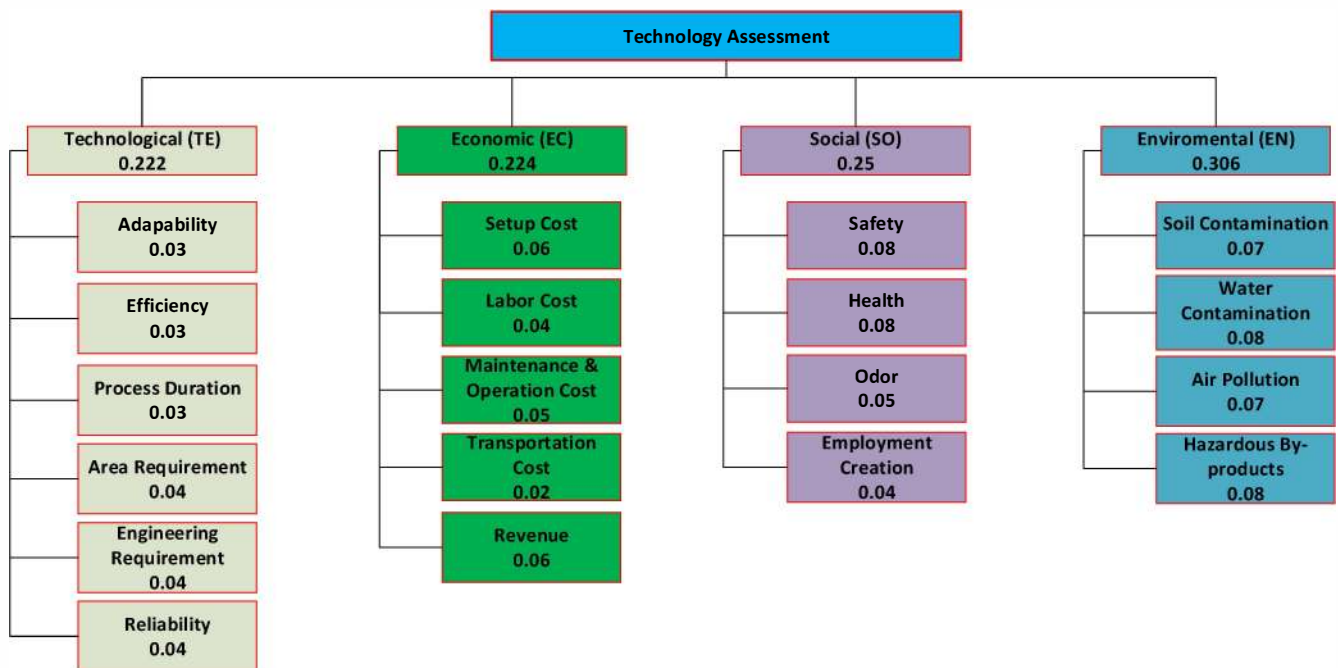 Technology Assessment
Technological (TE)
0.222
Adapability
0.03
Efficiency
0.03
Process Duration
0.03
Area Requirement
0.04
Engineering
Requirement
0.04
Reliability
0.04
Economic (EC)
0.224
Setup Cost
0.06
Labor Cost
0.04
Maintenance &
Operation Cost
0.05
Transportation
Cost
0.02
Revenue
0.06
Social (SO)
0.25
Safety
0.08
Health
0.08
Odor
0.05
Employment
Creation
0.04
Enviromental (EN)
0.306
Soil Contamination
0.07
Water
Contamination
0.08
Air Pollution
0.07
Hazardous By-
products
0.08